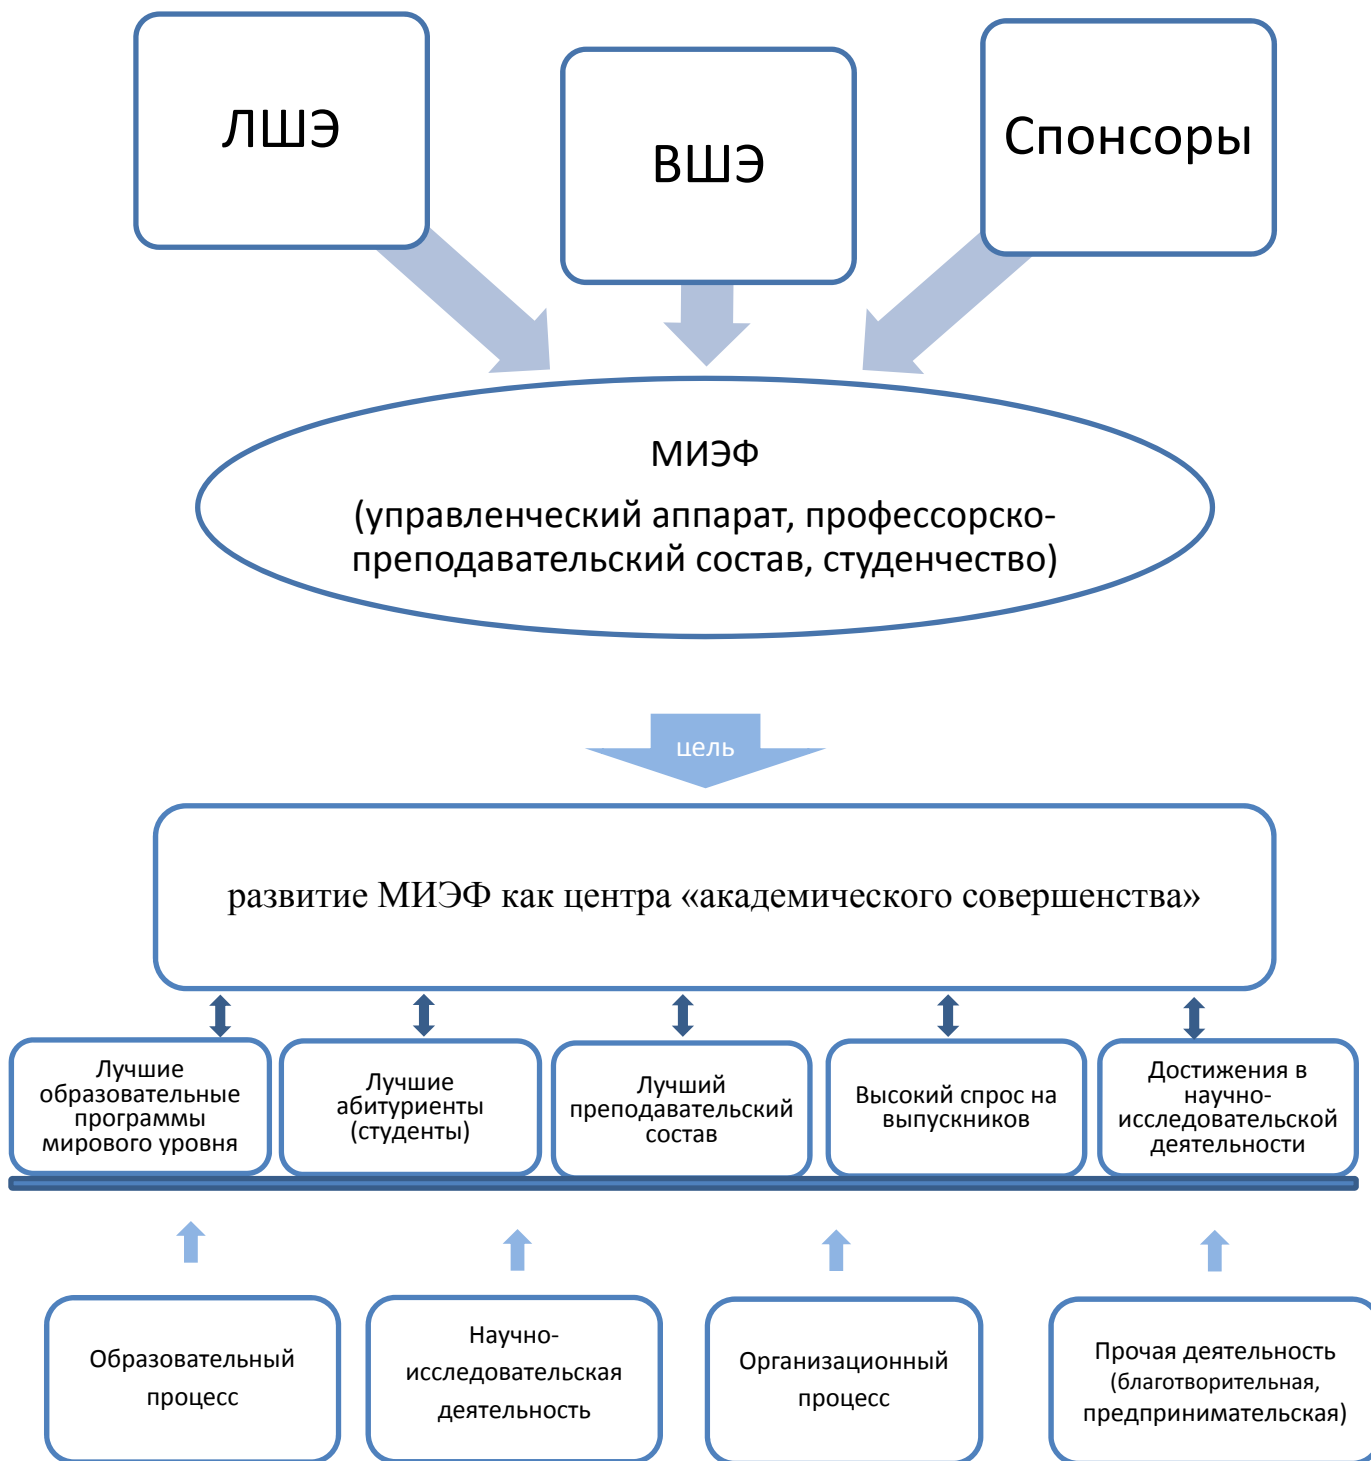 ЛШЭ
ВШЭ
Спонсоры
МИЭФ
(управленческий аппарат, профессорско-
преподавательский состав, студенчество)
цель
развитие МИЭФ как центра «академического совершенства»
Лучшие
образовательные
программы
мирового уровня
Лучшие
абитуриенты
(студенты)
Лучший
преподавательский
состав
Высокий спрос на
выпускников
Достижения в
научно-
исследовательской
деятельности
Образовательный
процесс
Научно-
исследовательская
деятельность
Организационный
процесс
Прочая деятельность
(благотворительная,
предпринимательская)